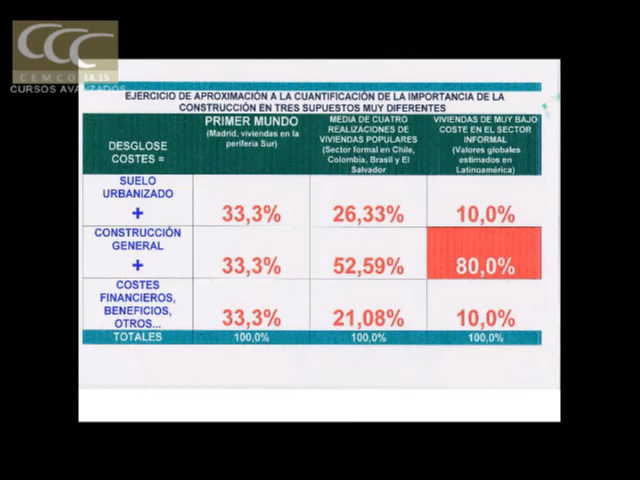 CCC
CEMCO 14.15
CURSOS AVANZADOS
EJERCICIO DE APROXIMACIÓN A LA CUANTIFICACIÓN DE LA IMPORTANCIA DE LA
CONSTRUCCIÓN EN TRES SUPUESTOS MUY DIFERENTES
DESGLOSE
COSTES =
PRIMER MUNDO
(Madrid, viviendas en la
periferia Sur)
MEDIA DE CUATRO
REALIZACIONES DE
VIVIENDAS POPULARES
(Sector formal en Chile,
Colombia, Brasil y El
Salvador
VIVIENDAS DE MUY BAJO
COSTE EN EL SECTOR
INFORMAL
(Valores globales
estimados en
Latinoamérica)
SUELO
URBANIZADO
+
33,3%
26,33%
10,0%
CONSTRUCCIÓN
GENERAL
+
33,3%
52,59%
80,0%
COSTES
FINANCIEROS,
BENEFICIOS,
OTROS...
33,3%
21,08%
10,0%
TOTALES
100,0%
100,0%
100,0%